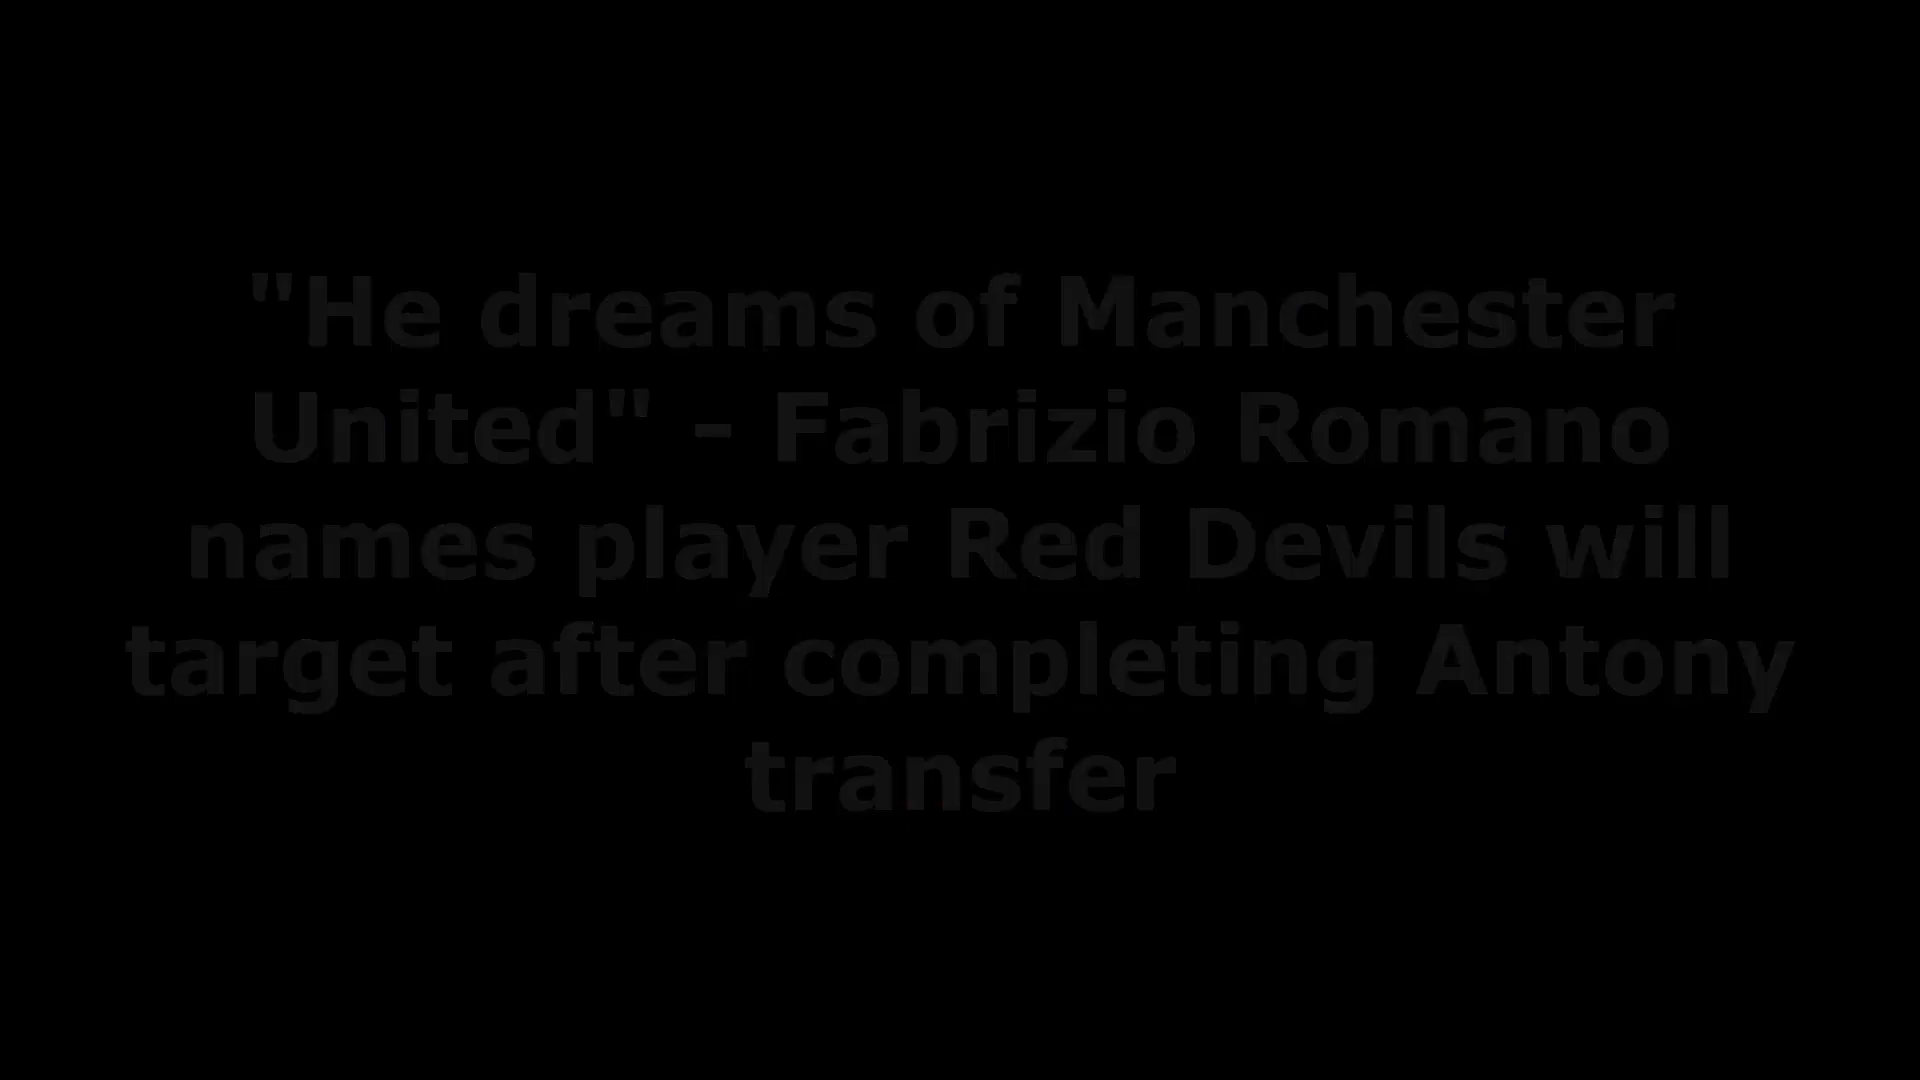 "He dreams of Manchester
United" - Fabrizio Romano
names player Red Devils will
target after completing Antony
transfer